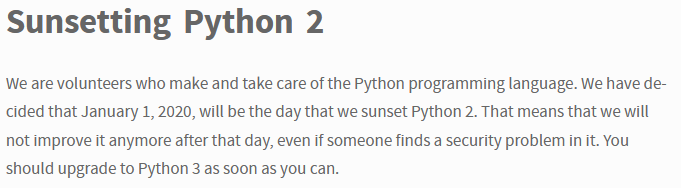 Sunsetting Python 2
We are volunteers who make and take care of the Python programming language. We have de-
cided that January 1, 2020, will be the day that we sunset Python 2. That means that we will
not improve it anymore after that day, even if someone finds a security problem in it. You
should upgrade to Python 3 as soon as you can.